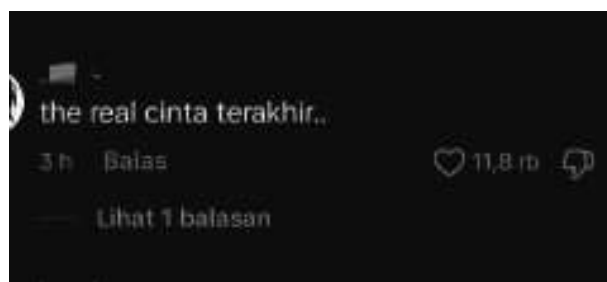 the real cinta terakhir..
3 h Balas 11,8 rb
Lihat 1 balasan